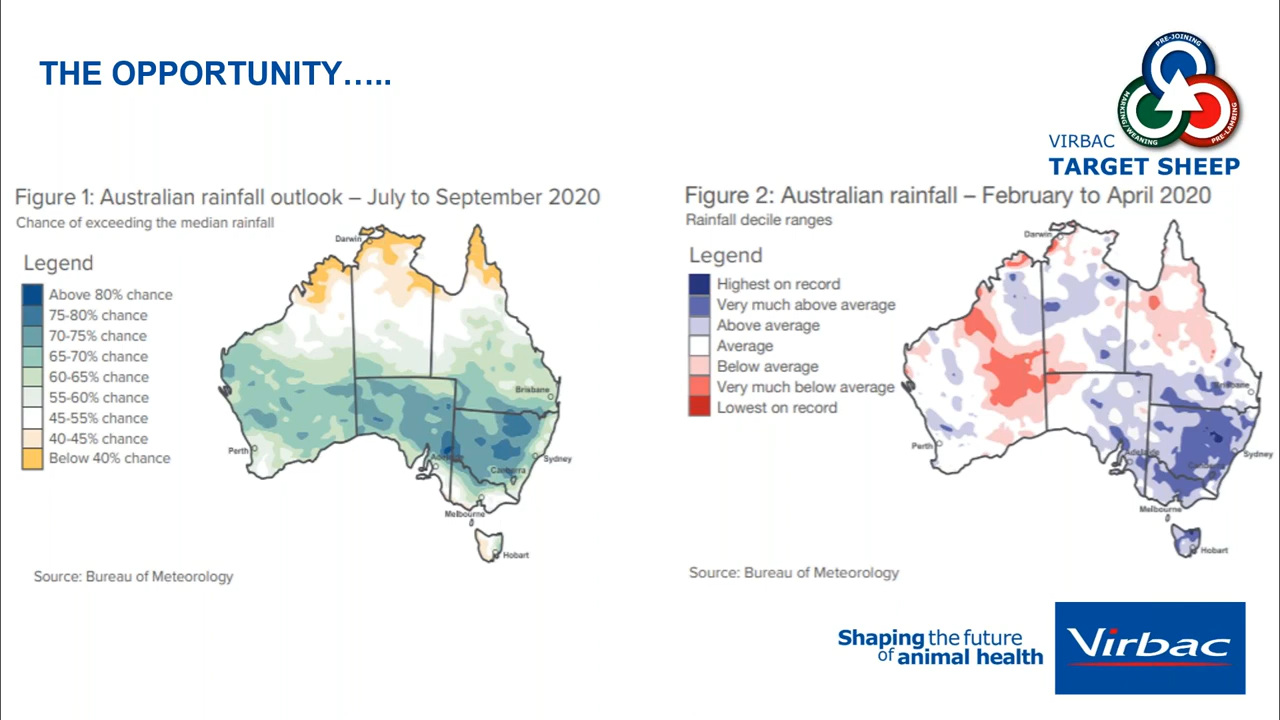 THE OPPORTUNITY…..
PRE-JOINING
MARKING/WEANING
PRE-LAMBING
VIRBAC
TARGET SHEEP
Figure 1: Australian rainfall outlook – July to September 2020
Chance of exceeding the median rainfall
Legend
Above 80% chance
75-80% chance
70-75% chance
65-70% chance
60-65% chance
55-60% chance
45-55% chance
40-45% chance
Below 40% chance
Darwin
Brisbane
Perth
Adelaide
Sydney
Canberra
Melbourne
Hobart
Source: Bureau of Meteorology
Figure 2: Australian rainfall – February to April 2020
Rainfall decile ranges
Legend
Highest on record
Very much above average
Above average
Average
Below average
Very much below average
Lowest on record
Darwin
Brisbane
Perth
Adelaide
Sydney
Canberra
Melbourne
Hobart
Source: Bureau of Meteorology
Shaping the future
of animal health
Virbac